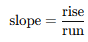 slope = rise
run